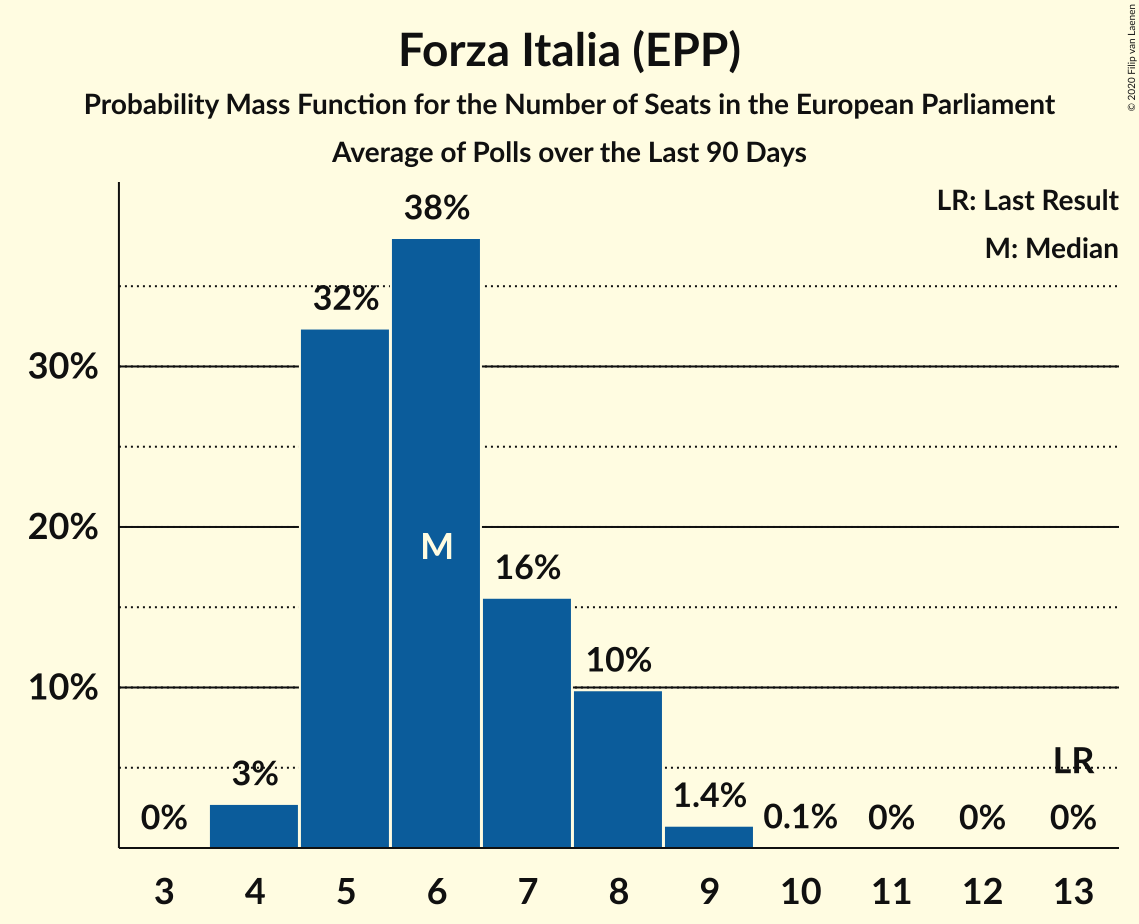 Forza Italia (EPP)
Probability Mass Function for the Number of Seats in the European Parliament
Average of Polls over the Last 90 Days
© 2020 Filip van Laenen
LR: Last Result
M: Median
38%
32%
30%
M
20%
16%
10%
10%
LR
3%
1.4%
0%
0.1%
0%
0%
0%
3 4 5 6 7 8 9 10 11 12 13